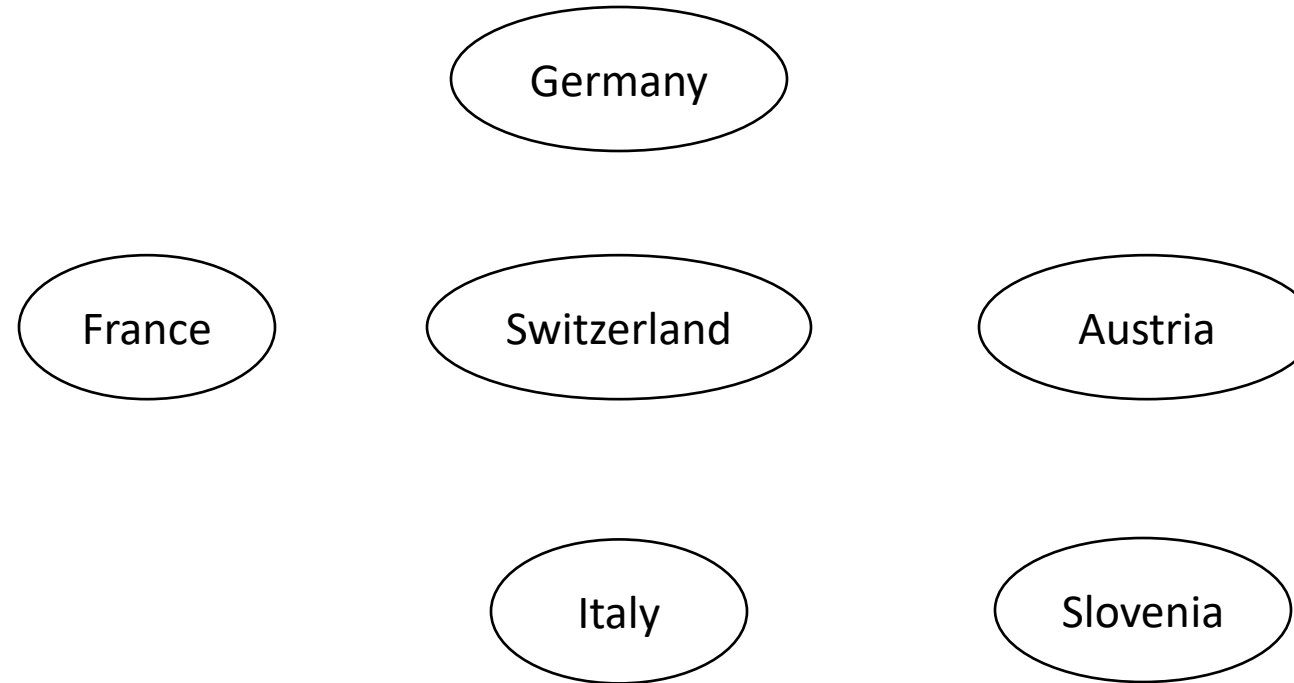 Germany
France
Switzerland
Austria
Italy
Slovenia